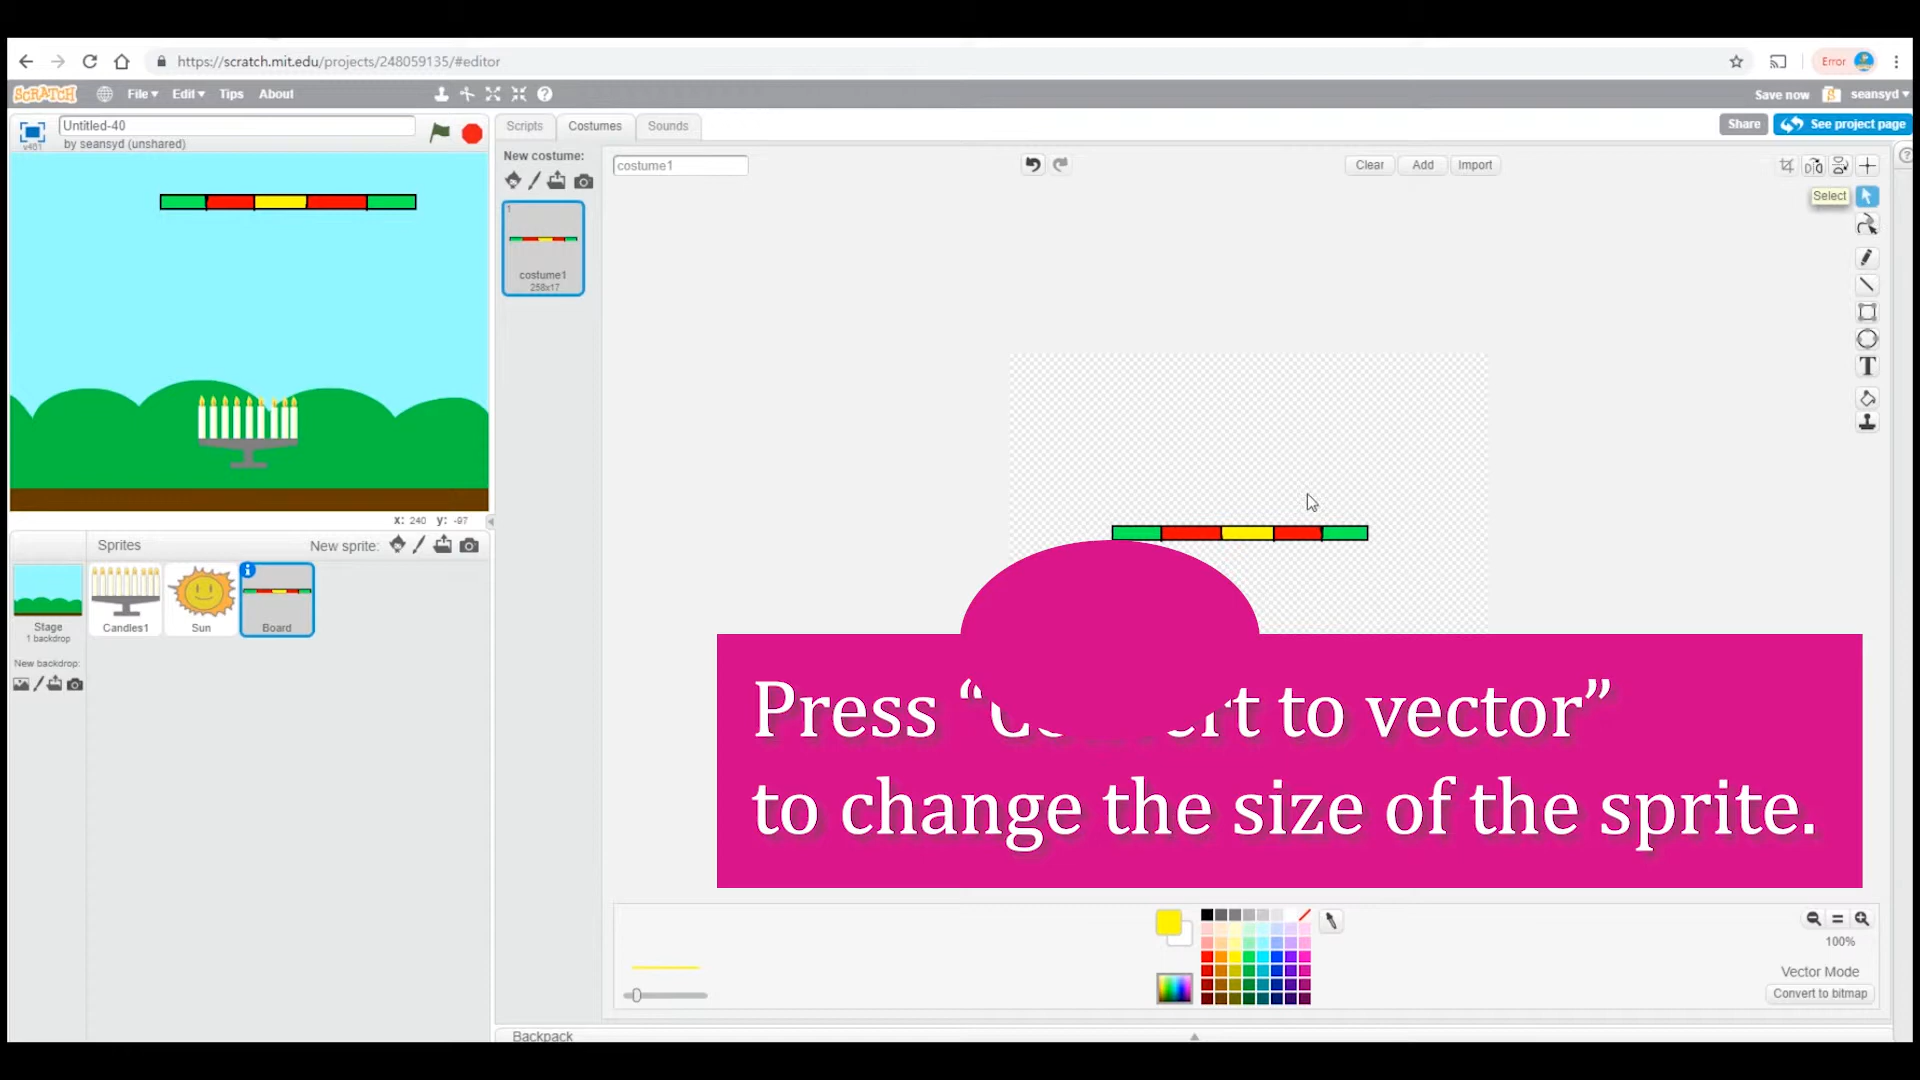 https://scratch.mit.edu/projects/248059135/#editor
Error
SCRATCH
File
Edit
Tips
About
Save now
seansyd
Untitled-40
by seansyd (unshared)
v461
Scripts
Costumes
Sounds
Share
See project page
New costume:
costume1
Clear
Add
Import
Select
1
costume1
258x17
X: 240 y: -97
Sprites
New sprite:
Stage
1 backdrop
Candles1
Sun
Board
New backdrop:
Press “ to vector”
to change the size of the sprite.
100%
Vector Mode
Convert to bitmap
Backpack